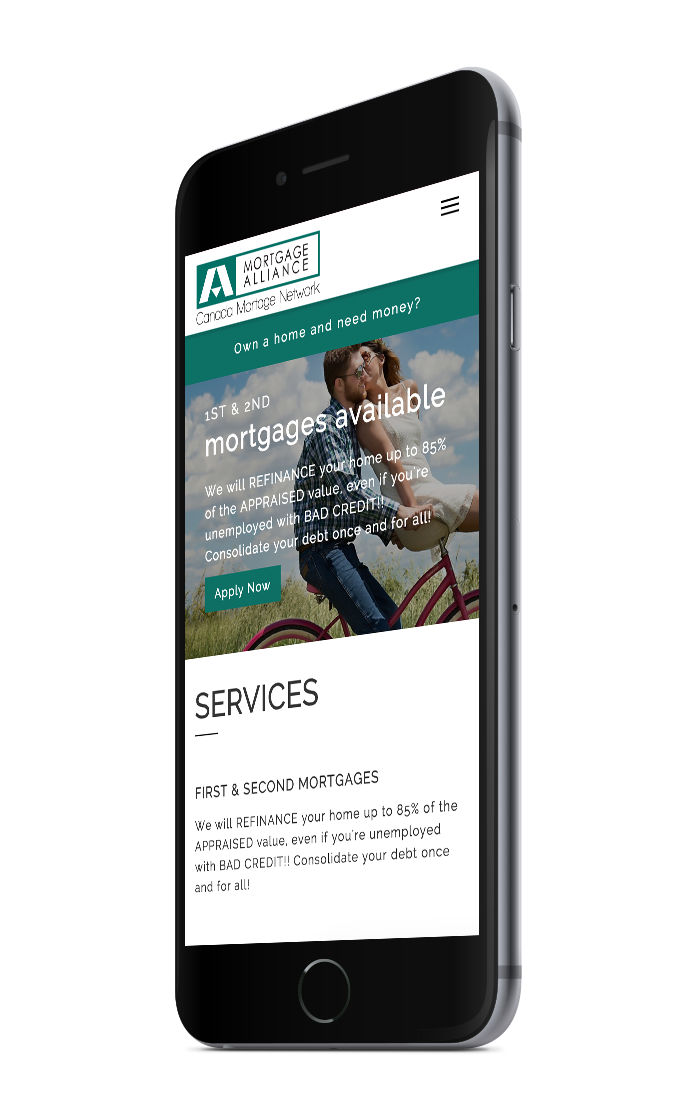 MORTGAGE
ALLIANCE
Canada Mortage Network
Own a home and need money?
1ST & 2ND
mortgages available
We will REFINANCE your home up to 85%
of the APPRAISED value, even if you're
unemployed with BAD CREDIT!!
Consolidate your debt once and for all!
Apply Now
SERVICES
FIRST & SECOND MORTGAGES
We will REFINANCE your home up to 85% of the
APPRAISED value, even if you're unemployed
with BAD CREDIT!! Consolidate your debt once
and for all!